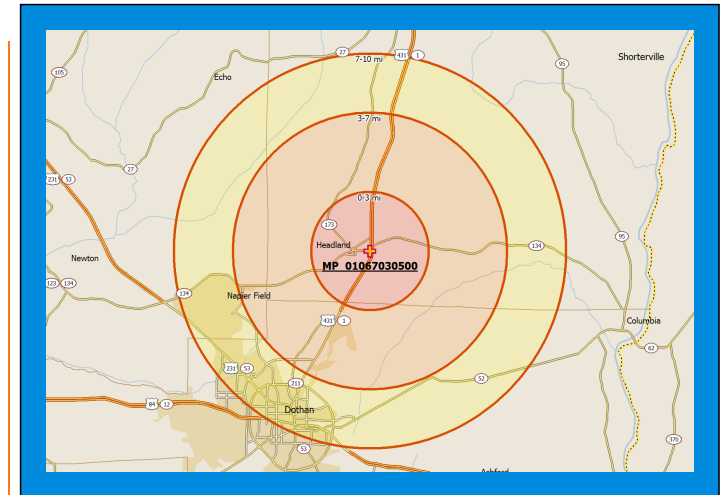 27
431 1
7-10 mi
Shorterville
95
105
Echo
3-7 mi
27
231 53
0-3 mi
173
Headland
134
95
Newton
MP_01067030500
123 134
134
Napier Field
431 1
Columbia
62
231 53
211
52
84 12
Dothan
53
370